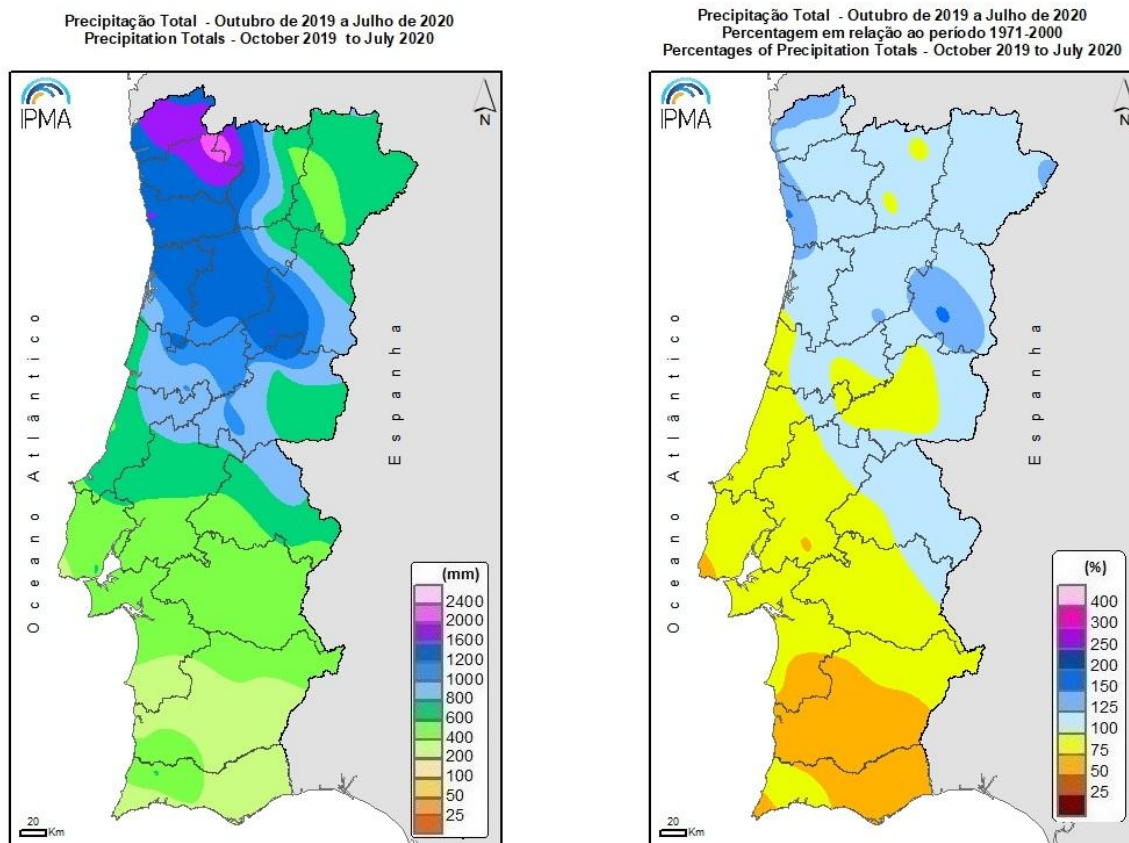 Precipitação Total - Outubro de 2019 a Julho de 2020
Precipitation Totals - October 2019 to July 2020
IPMA
N
Oceano Atlântico
Espanha
(mm)
2400
2000
1600
1200
1000
800
600
400
200
100
50
25
20
Km
Precipitação Total - Outubro de 2019 a Julho de 2020
Percentagem em relação ao período 1971-2000
Percentages of Precipitation Totals - October 2019 to July 2020
IPMA
N
Oceano Atlântico
Espanha
(%)
400
300
250
200
150
125
100
75
50
25
20
Km